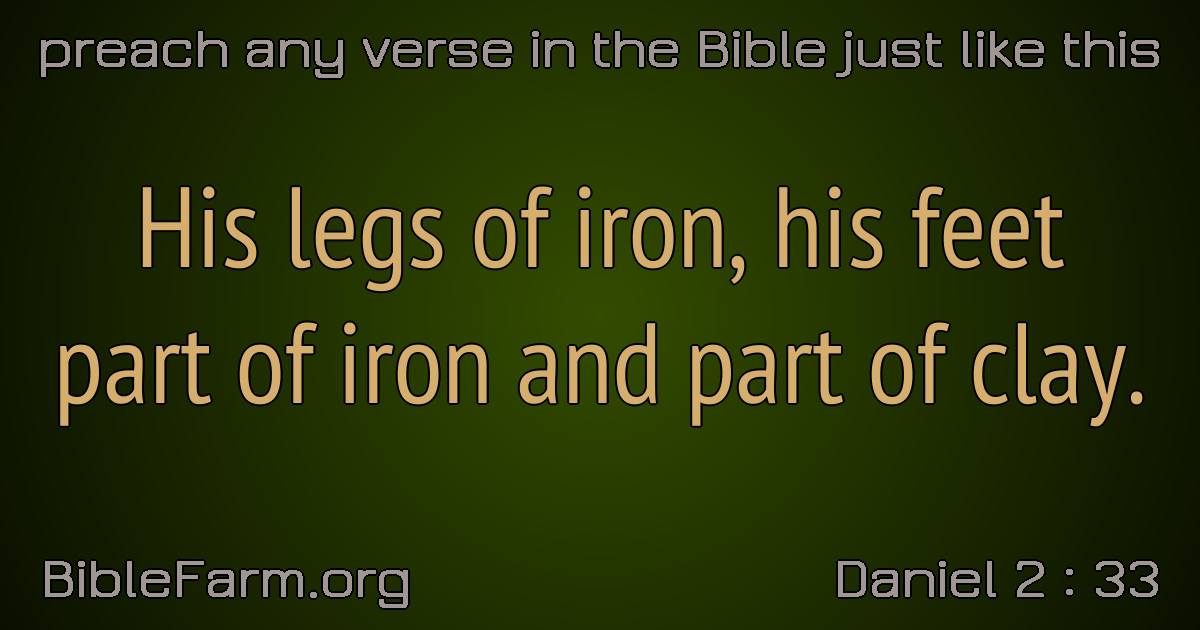 preach any verse in the Bible just like this
His legs of iron, his feet
part of iron and part of clay.
BibleFarm.org
Daniel 2 : 33